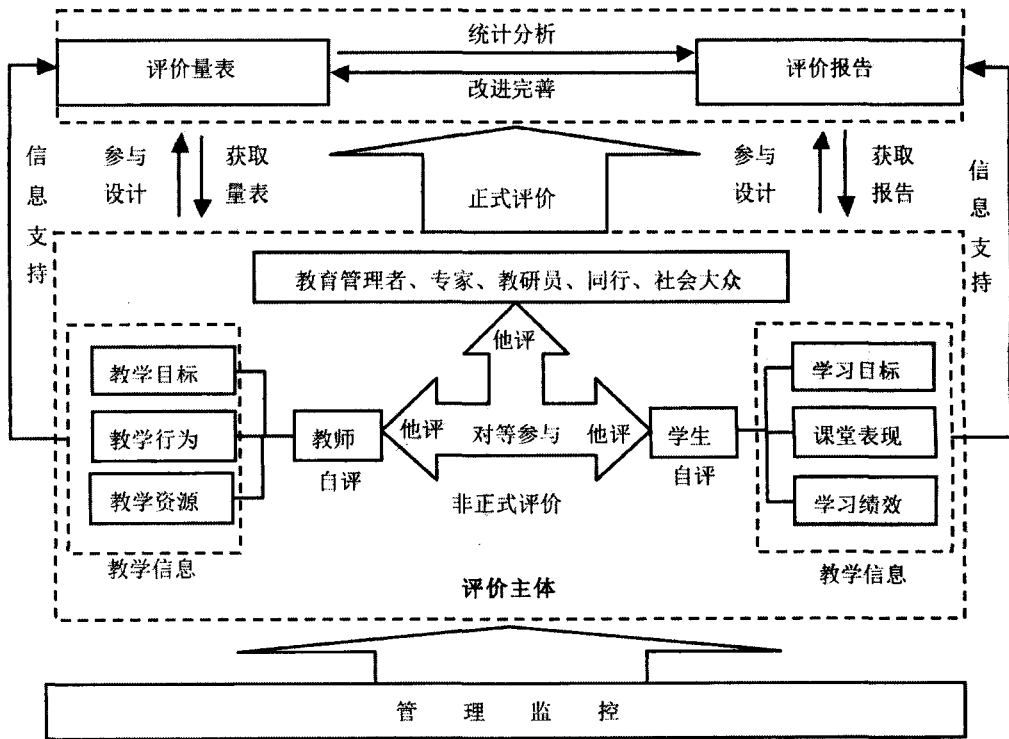 统计分析
评价量表
评价报告
改进完善
信息支持
参与设计
获取量表
正式评价
参与设计
获取报告
信息支持
教育管理者、专家、教研员、同行、社会大众
他评
教学目标
教学行为
教学资源
教师
自评
他评
对等参与
他评
学生
自评
学习目标
课堂表现
学习绩效
非正式评价
教学信息
教学信息
评价主体
管理监控